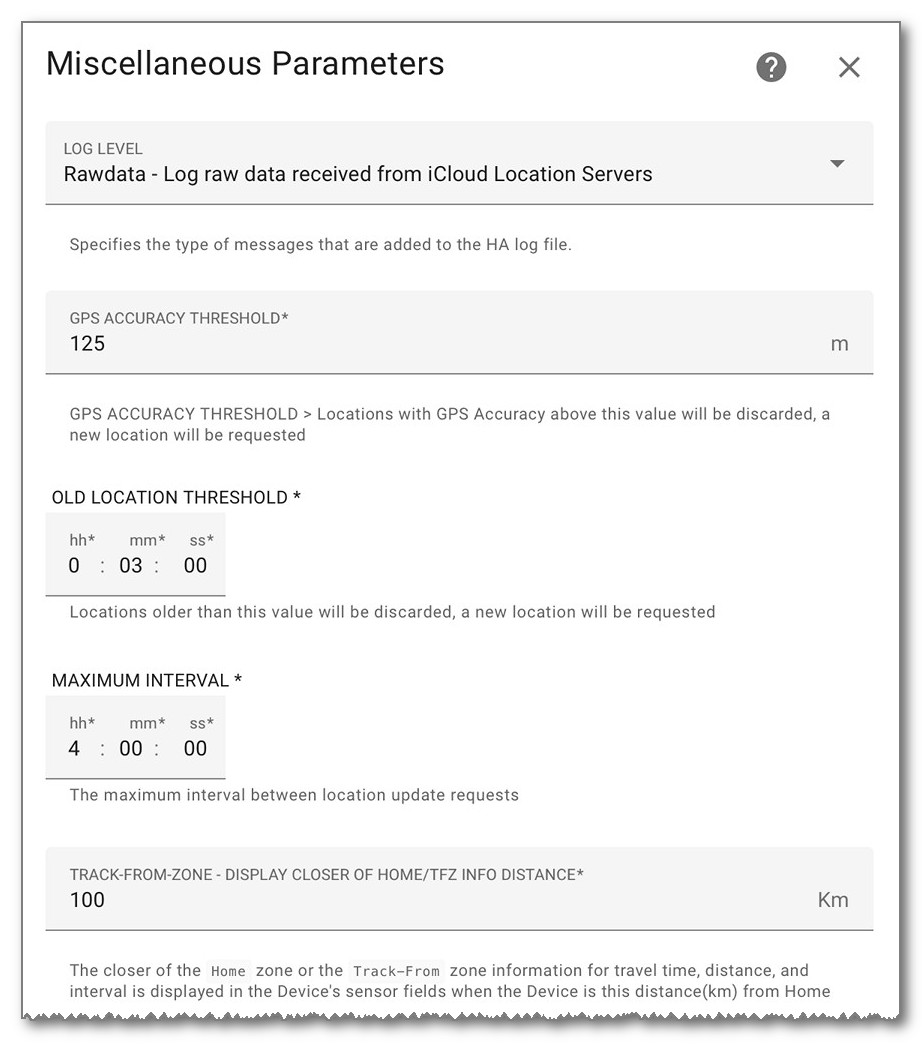 Miscellaneous Parameters
?
LOG LEVEL
Rawdata - Log raw data received from iCloud Location Servers
Specifies the type of messages that are added to the HA log file.
GPS ACCURACY THRESHOLD*
125 m
GPS ACCURACY THRESHOLD > Locations with GPS Accuracy above this value will be discarded, a
new location will be requested
OLD LOCATION THRESHOLD *
hh* mm* ss*
0 : 03 : 00
Locations older than this value will be discarded, a new location will be requested
MAXIMUM INTERVAL *
hh* mm* ss*
4 : 00 : 00
The maximum interval between location update requests
TRACK-FROM-ZONE - DISPLAY CLOSER OF HOME/TFZ INFO DISTANCE*
100 Km
The closer of the Home zone or the Track-From zone information for travel time, distance, and
interval is displayed in the Device's sensor fields when the Device is this distance(km) from Home